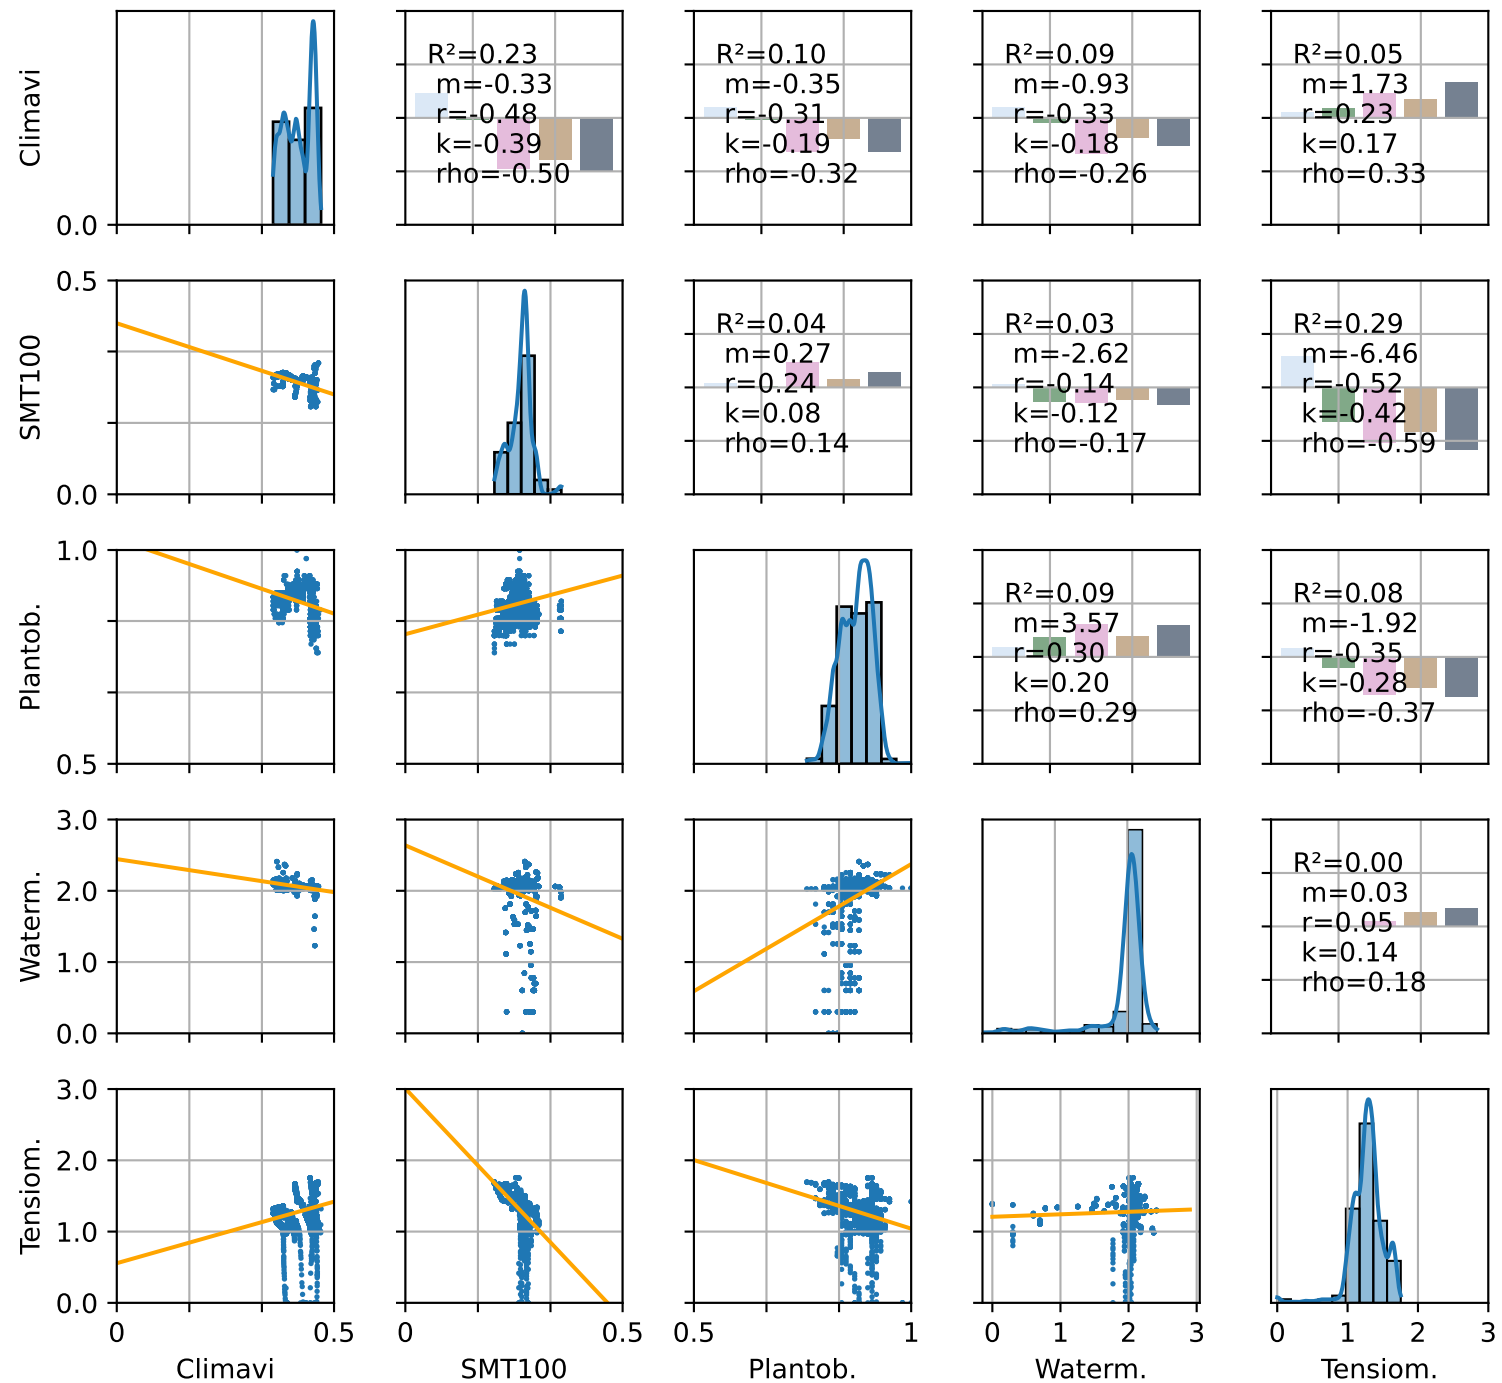 Climavi
0.0
R²=0.23
m=-0.33
r=-0.48
k=-0.39
rho=-0.50
R²=0.10
m=-0.35
r=-0.31
k=-0.19
rho=-0.32
R²=0.09
m=-0.93
r=-0.33
k=-0.18
rho=-0.26
R²=0.05
m=1.73
r=0.23
k=0.17
rho=0.33
SMT100
0.5
0.0
R²=0.04
m=0.27
r=0.24
k=0.08
rho=0.14
R²=0.03
m=-2.62
r=-0.14
k=-0.12
rho=-0.17
R²=0.29
m=-6.46
r=-0.52
k=-0.42
rho=-0.59
Plantob.
1.0
0.5
R²=0.09
m=3.57
r=0.30
k=0.20
rho=0.29
R²=0.08
m=-1.92
r=-0.35
k=-0.28
rho=-0.37
Waterm.
3.0
2.0
1.0
0.0
R²=0.00
m=0.03
r=0.05
k=0.14
rho=0.18
Tensiom.
3.0
2.0
1.0
0.0
0 0.5 0 0.5 0.5 1 0 1 2 3 0 1 2 3
Climavi SMT100 Plantob. Waterm. Tensiom.